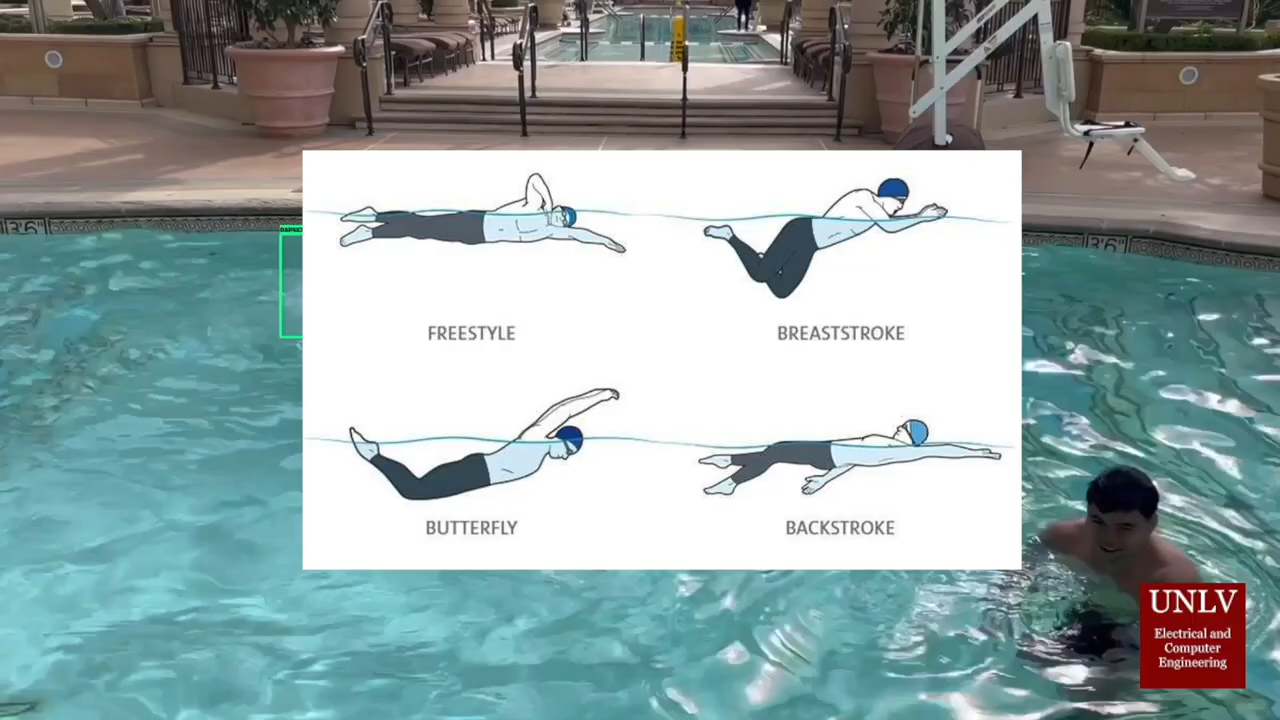 3'6"
3'6"
FREESTYLE
BREASTSTROKE
BUTTERFLY
BACKSTROKE
UNLV
Electrical and
Computer
Engineering